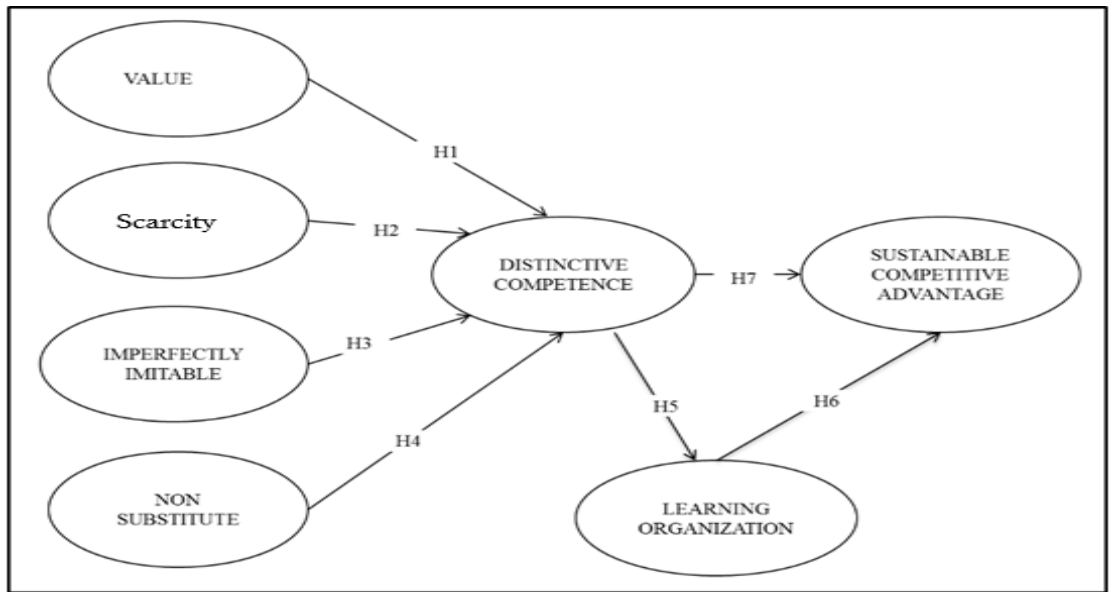 VALUE
H1
Scarcity
H2
DISTINCTIVE
COMPETENCE
H7
SUSTAINABLE
COMPETITIVE
ADVANTAGE
IMPERFECTLY
IMITABLE
H3
H4
H5
H6
NON
SUBSTITUTE
LEARNING
ORGANIZATION